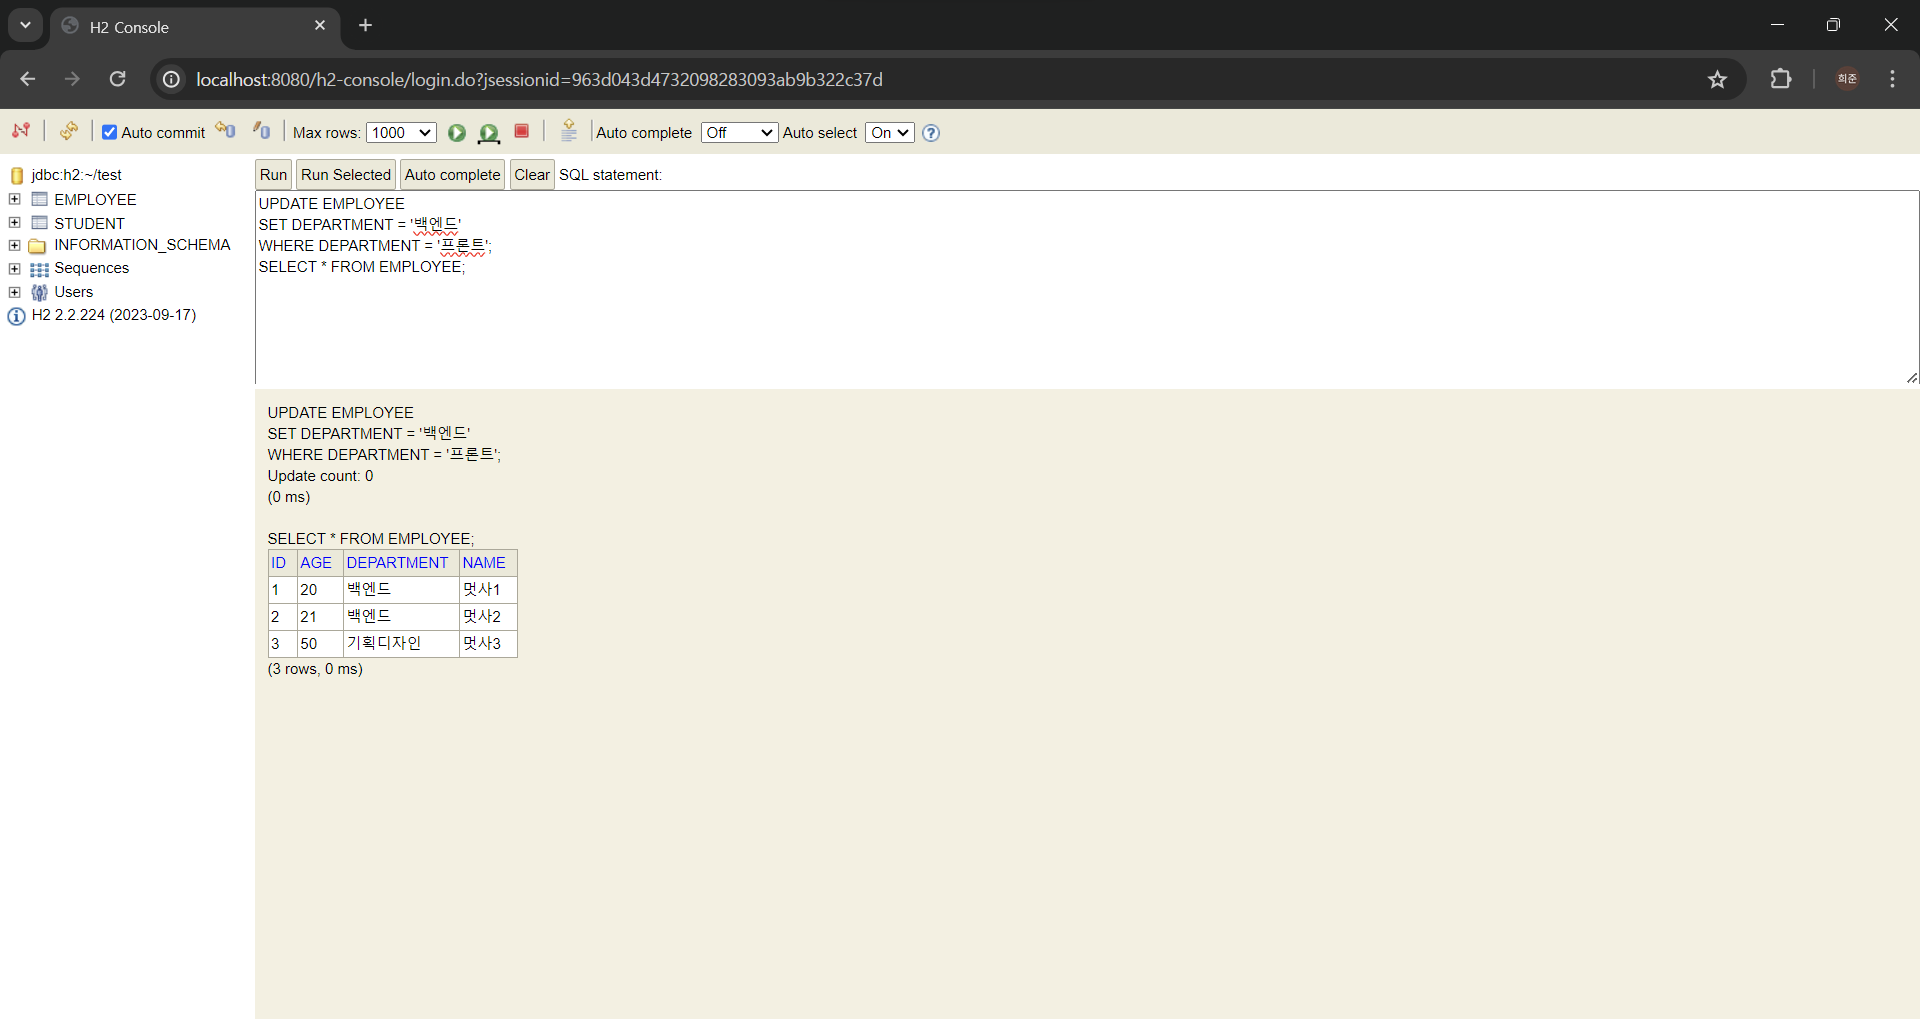 H2 Console
localhost:8080/h2-console/login.do?jsessionid=963d043d4732098283093ab9b322c37d
희준
Auto commit Max rows: 1000 Auto complete Off Auto select On
jdbc:h2:~/test
EMPLOYEE
STUDENT
INFORMATION_SCHEMA
Sequences
Users
H2 2.2.224 (2023-09-17)
Run Run Selected Auto complete Clear SQL statement:
UPDATE EMPLOYEE
SET DEPARTMENT = '백엔드'
WHERE DEPARTMENT = '프론트';
SELECT * FROM EMPLOYEE;
UPDATE EMPLOYEE
SET DEPARTMENT = '백엔드'
WHERE DEPARTMENT = '프론트';
Update count: 0
(0 ms)
SELECT * FROM EMPLOYEE;
ID AGE DEPARTMENT NAME
1 20 백엔드 멋사1
2 21 백엔드 멋사2
3 50 기획디자인 멋사3
(3 rows, 0 ms)